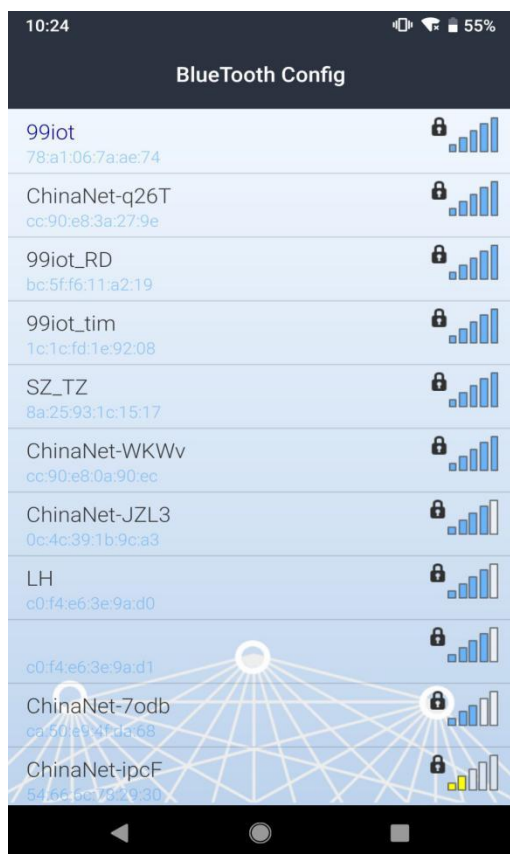 10:24
55%
BlueTooth Config
99iot
78:a1:06:7a:ae:74
ChinaNet-q26T
cc:90:e8:3a:27:9e
99iot_RD
bc:5f:f6:11:a2:19
99iot_tim
1c:1c:fd:1e:92:08
SZ_TZ
8a:25:93:1c:15:17
ChinaNet-WKWv
cc:90:e8:0a:90:ec
ChinaNet-JZL3
0c:4c:39:1b:9c:a3
LH
c0:f4:e6:3e:9a:d0
c0:f4:e6:3e:9a:d1
ChinaNet-7odb
ChinaNet-ipcF